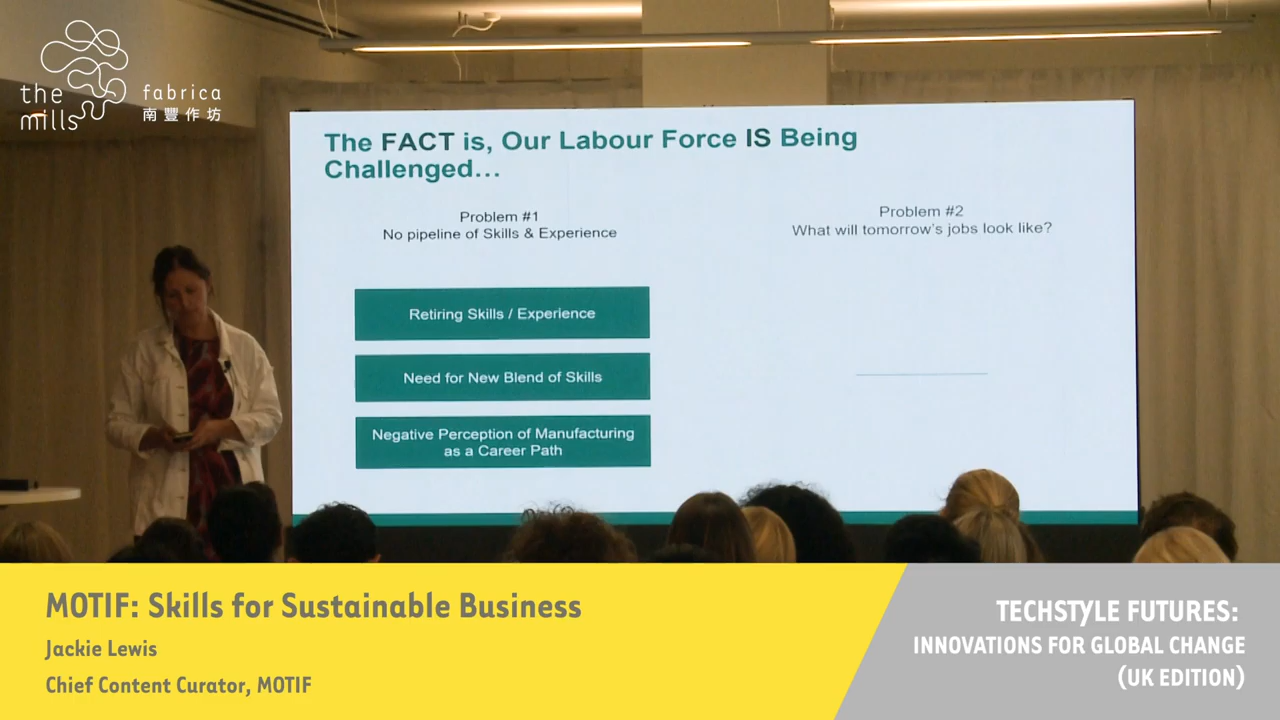 the
mills
fabrica
南豐作坊
The FACT is, Our Labour Force IS Being
Challenged...
Problem #1
No pipeline of Skills & Experience
Retiring Skills / Experience
Need for New Blend of Skills
Negative Perception of Manufacturing
as a Career Path
Problem #2
What will tomorrow's jobs look like?
MOTIF: Skills for Sustainable Business
Jackie Lewis
Chief Content Curator, MOTIF
TECHSTYLE FUTURES:
INNOVATIONS FOR GLOBAL CHANGE
(UK EDITION)